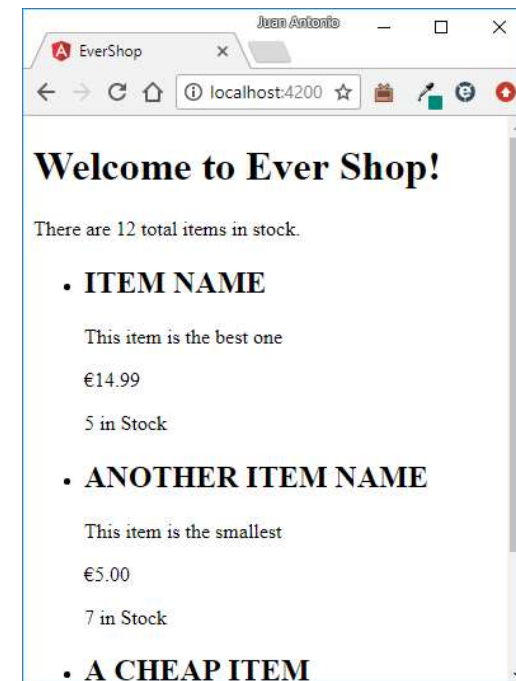 Juan Antonio
EverShop
localhost:4200
Welcome to Ever Shop!
There are 12 total items in stock.
ITEM NAME
This item is the best one
€14.99
5 in Stock
ANOTHER ITEM NAME
This item is the smallest
€5.00
7 in Stock
A CHEAP ITEM